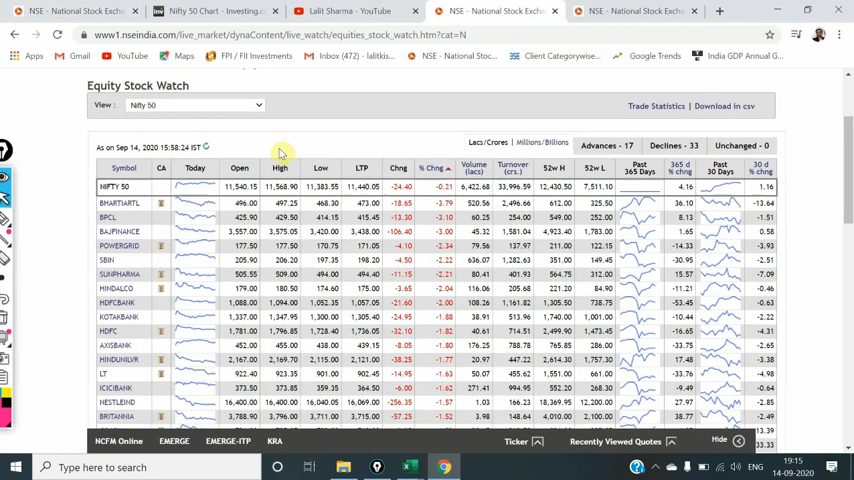 NSE - National Stock Exch
Nifty 50 Chart - Investing.c
Lalit Sharma - YouTube
NSE - National Stock Exchan
NSE - National Stock Exchan
www1.nseindia.com/live_market/dynaContent/live_watch/equities_stock_watch.htm?cat=N
Apps Gmail YouTube Maps FPI / FII Investments Inbox (472) - lalitkis... NSE - National Stoc... Client Categorywise... Google Trends India GDP Annual G...
Equity Stock Watch
View : Nifty 50 Trade Statistics | Download in csv
As on Sep 14, 2020 15:58:24 IST Lacs/Crores | Millions/Billions Advances - 17 Declines - 33 Unchanged - 0
Symbol CA Today Open High Low LTP Chng % Chng Volume (lacs) Turnover (crs.) 52w H 52w L Past 365 Days 365 d % chng Past 30 Days 30 d % chng
NIFTY 50 11,540.15 11,568.90 11,383.55 11,440.05 -24.40 -0.21 6,422.68 33,996.59 12,430.50 7,511.10 4.16 1.16
BHARTIARTL 496.00 497.25 468.30 473.00 -18.65 -3.79 520.56 2,496.66 612.00 325.50 36.10 -13.64
BPCL 425.90 429.50 414.15 415.45 -13.30 -3.10 60.25 254.00 549.00 252.00 8.13 -1.51
BAJFINANCE 3,557.00 3,575.05 3,420.00 3,438.00 -106.40 -3.00 45.32 1,581.04 4,923.40 1,783.00 1.65 0.58
POWERGRID 177.50 177.50 170.75 171.00 -4.10 -2.34 79.56 137.97 211.00 122.15 -14.33 -3.93
SBIN 205.90 206.20 197.35 198.20 -4.50 -2.22 636.07 1,282.63 351.00 149.45 -30.95 -2.51
SUNPHARMA 505.55 509.00 494.00 494.40 -11.15 -2.21 80.41 401.93 564.75 312.00 15.57 -7.09
HINDALCO 179.00 180.50 174.60 175.00 -3.65 -2.04 116.16 205.68 221.20 84.90 -11.21 -0.46
HDFCBANK 1,088.00 1,094.00 1,052.35 1,057.75 -21.60 -2.00 108.26 1,161.82 1,305.50 738.75 -53.45 -0.63
KOTAKBANK 1,337.00 1,347.95 1,300.00 1,305.40 -24.95 -1.88 38.91 513.96 1,740.00 1,001.00 -10.44 -2.22
HDFC 1,781.00 1,796.85 1,728.40 1,736.75 -32.10 -1.82 40.61 714.51 2,499.90 1,473.45 -16.65 -4.31
AXISBANK 452.00 455.00 438.00 439.15 -8.05 -1.80 176.25 788.78 765.85 286.00 -33.71 -2.65
HINDUNILVR 2,167.00 2,169.70 2,115.00 2,121.00 -38.25 -1.77 20.97 447.22 2,614.30 1,757.30 17.48 -3.38
LT 922.40 923.35 901.00 902.45 -14.95 -1.63 50.07 455.52 1,551.00 661.00 -33.76 -4.98
ICICIBANK 373.50 373.85 359.35 364.50 -6.00 -1.62 271.41 994.95 552.20 268.30 -9.49 -0.64
NESTLEIND 16,400.00 16,400.00 16,040.00 16,069.00 -256.35 -1.57 1.03 166.23 18,369.95 12,200.00 27.97 -2.85
BRITANNIA 3,788.90 3,796.00 3,711.00 3,715.00 -57.25 -1.52 3.98 148.64 4,010.00 2,100.00 38.77 -2.49
13.39
33.33
NCFM Online EMERGE EMERGE-ITP KRA Ticker Recently Viewed Quotes Hide
Type here to search
ENG
19:15
14-09-2020